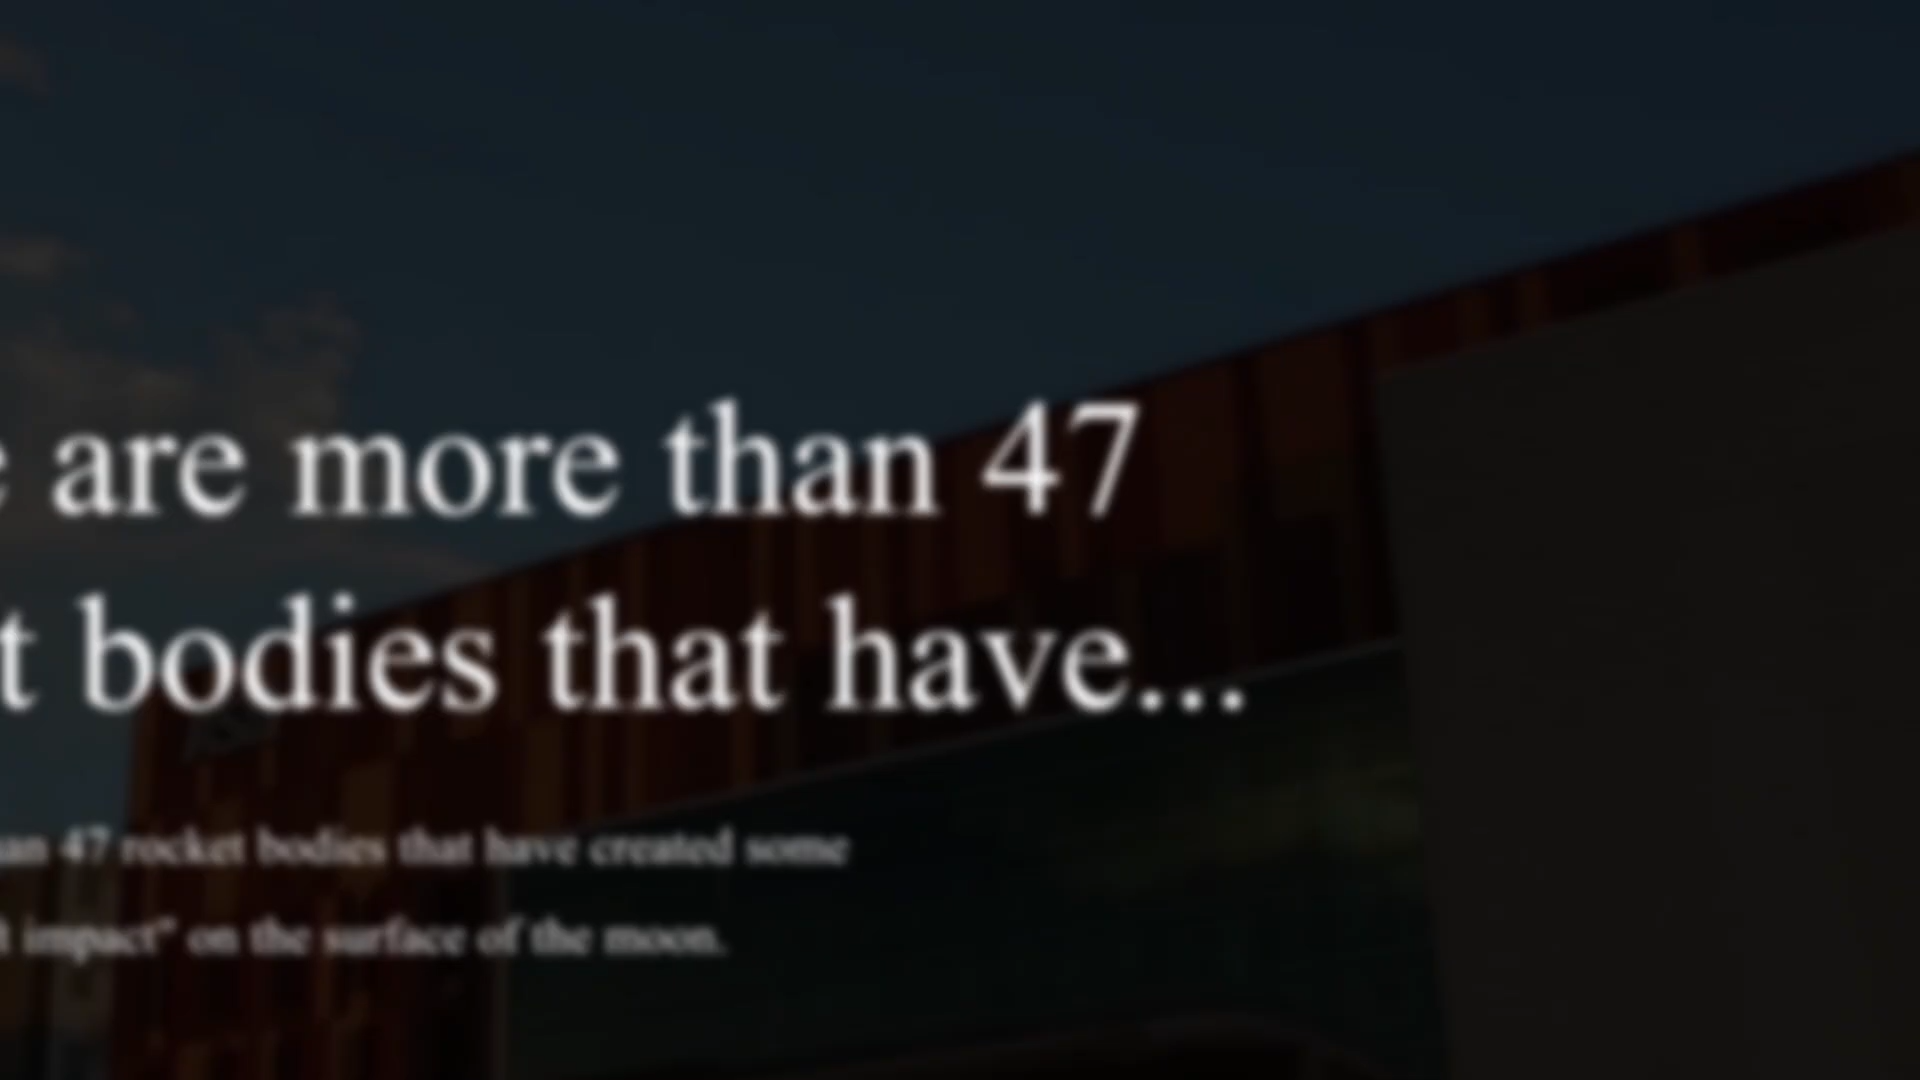 are more than 47
bodies that have...
47 rocket bodies that have created some
impact" on the surface of the moon.